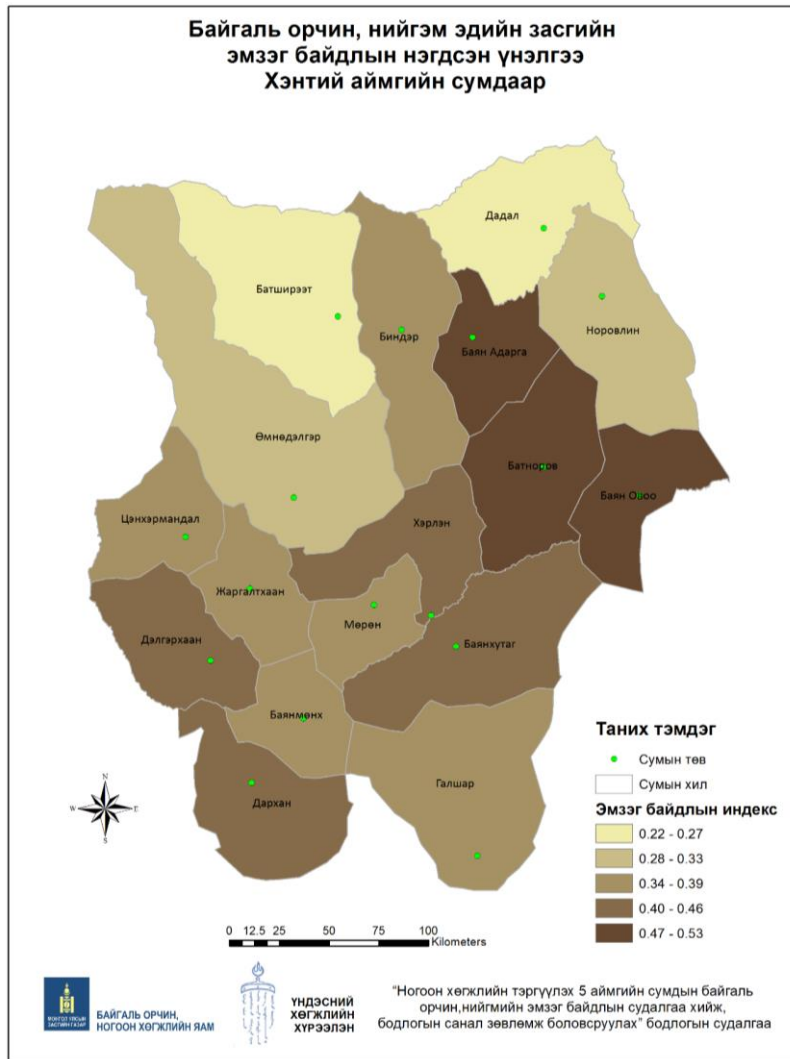 Байгаль орчин, нийгэм эдийн засгийн
эмзэг байдлын нэгдсэн үнэлгээ
Хэнтий аймгийн сумдаар
Дадал
Батширээт
Норовлин
Биндэр
Баян Адарга
Өмнөдэлгэр
Батноров
Баян Овоо
Цэнхэрмандал
Хэрлэн
Жаргалтхаан
Мөрөн
Дэлгэрхаан
Баянхутаг
Баянмөнх
Галшар
Дархан
N
W E
S
Таних тэмдэг
Сумын төв
Сумын хил
Эмзэг байдлын индекс
0.22 - 0.27
0.28 - 0.33
0.34 - 0.39
0.40 - 0.46
0.47 - 0.53
0 12.5 25 50 75 100
Kilometers
МОНГОЛ УЛСЫН
ЗАСГИЙН ГАЗАР
БАЙГАЛЬ ОРЧИН,
НОГООН ХӨГЖЛИЙН ЯАМ
ҮНДЭСНИЙ
ХӨГЖЛИЙН
ХҮРЭЭЛЭН
"Ногоон хөгжлийн тэргүүлэх 5 аймгийн сумдын байгаль
орчин,нийгмийн эмзэг байдлын судалгаа хийж,
бодлогын санал зөвлөмж боловсруулах" бодлогын судалгаа